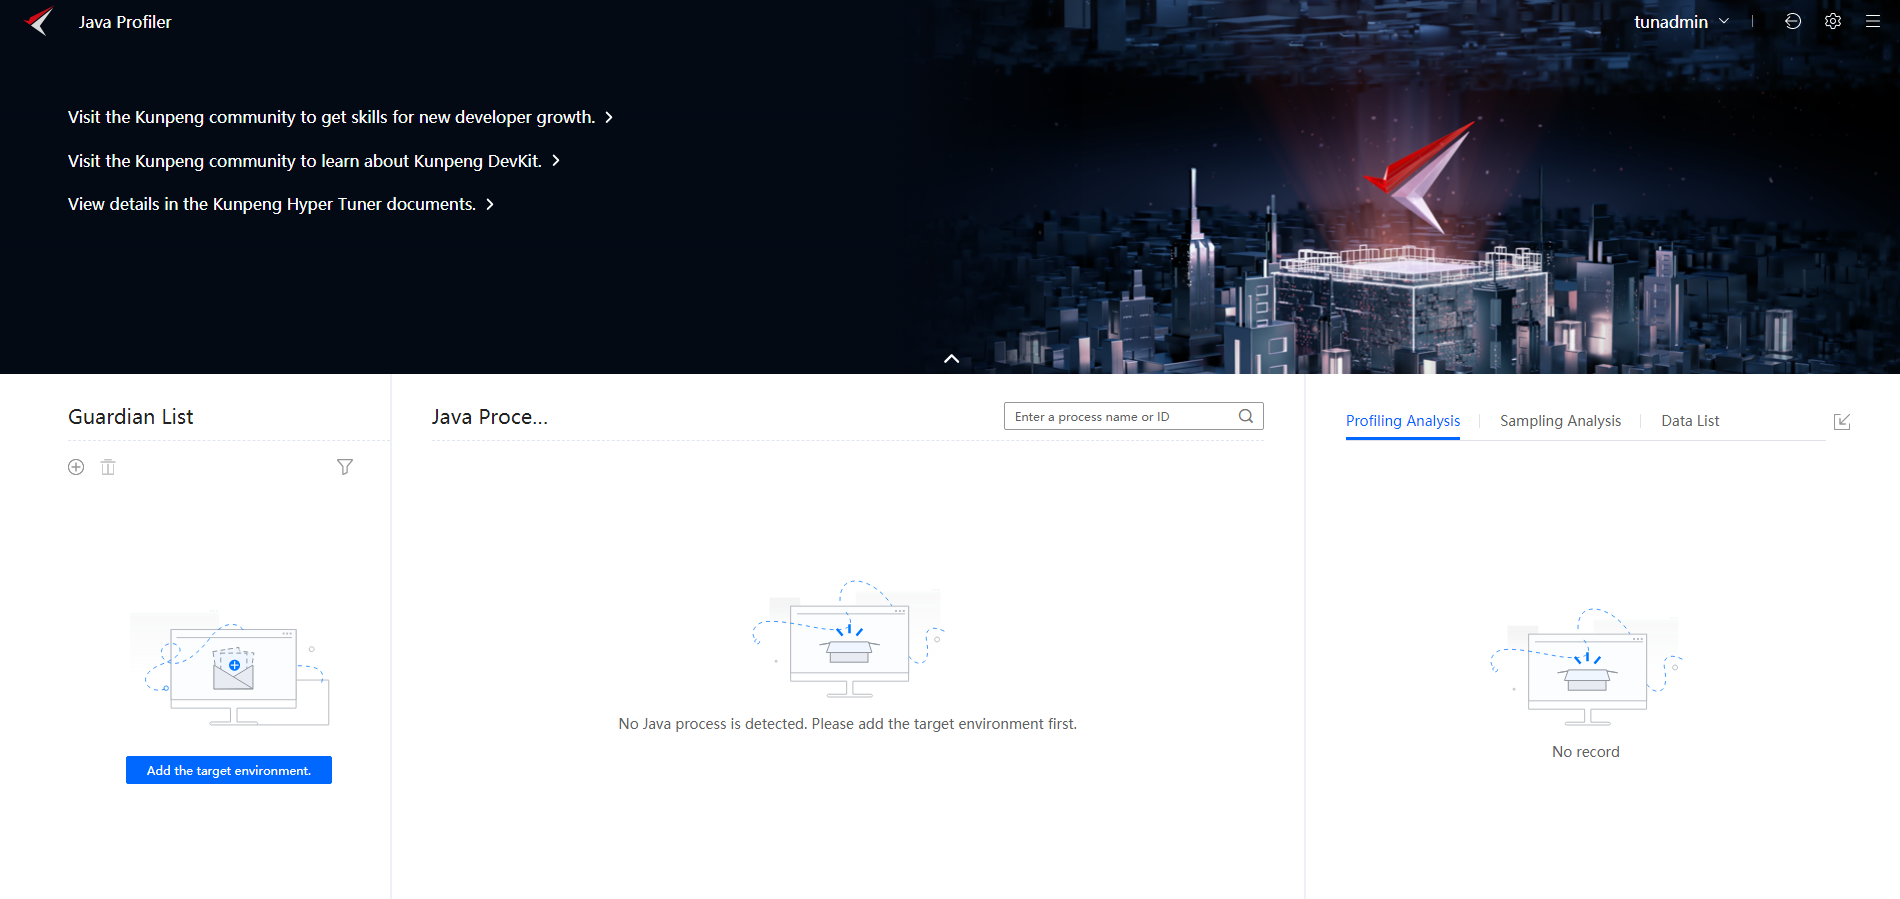 Java Profiler
tunadmin
Visit the Kunpeng community to get skills for new developer growth.
Visit the Kunpeng community to learn about Kunpeng DevKit.
View details in the Kunpeng Hyper Tuner documents.
Guardian List
Java Proce...
Enter a process name or ID
Profiling Analysis
Sampling Analysis
Data List
No Java process is detected. Please add the target environment first.
No record
Add the target environment.